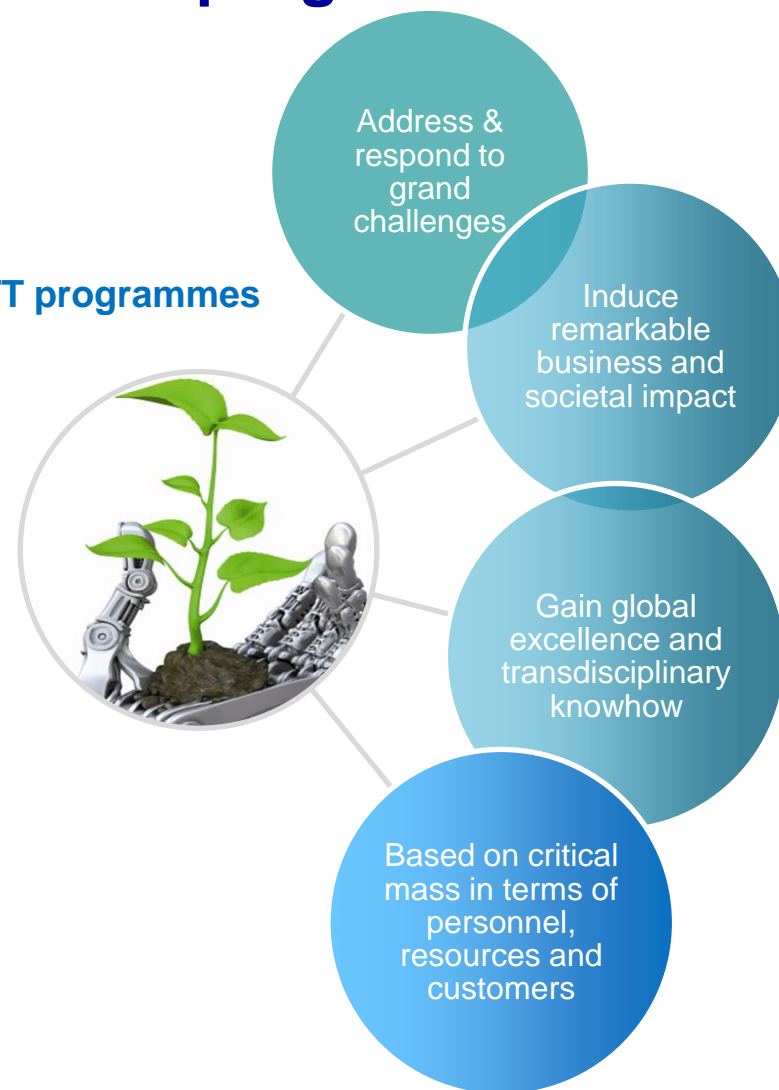 Address &
respond to
grand
challenges
TT programmes
Induce
remarkable
business and
societal impact
Gain global
excellence and
transdisciplinary
knowhow
Based on critical
mass in terms of
personnel,
resources and
customers